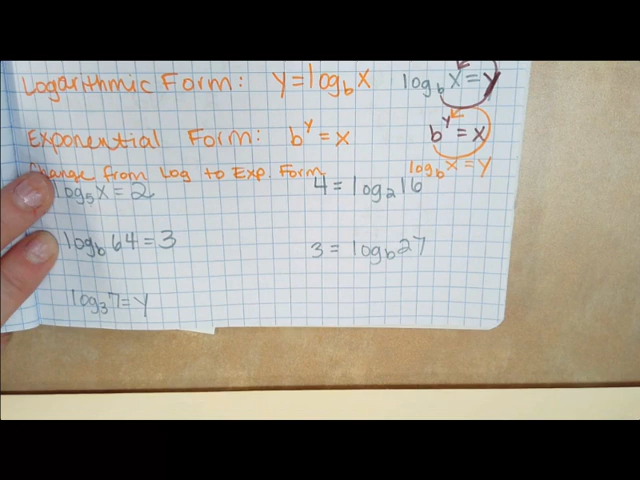 Logarithmic Form: y = log_b x log_b x = y
Exponential Form: b^y = x b^y = x
Change from Log to Exp. Form log_b x = y
log_5 x = 2 4 = log_2 16
log_b 64 = 3 3 = log_b 27
log_3 7 = y